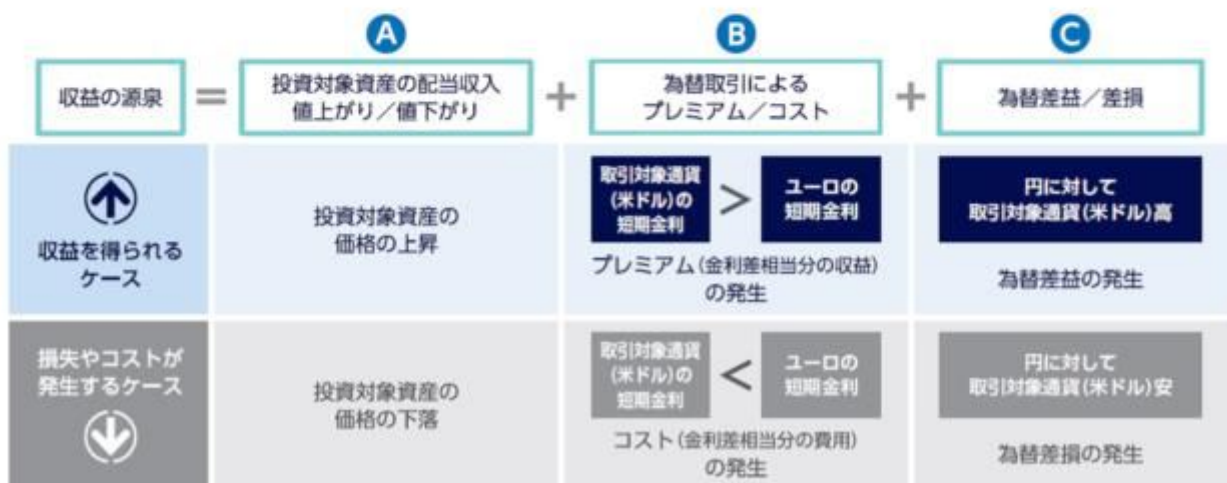 A
B
C
収益の源泉
=
投資対象資産の配当収入
値上がり／値下がり
+
為替取引による
プレミアム／コスト
+
為替差益／差損
収益を得られる
ケース
投資対象資産の
価格の上昇
取引対象通貨
(米ドル)の
短期金利
>
ユーロの
短期金利
プレミアム(金利差相当分の収益)
の発生
円に対して
取引対象通貨(米ドル)高
為替差益の発生
損失やコストが
発生するケース
投資対象資産の
価格の下落
取引対象通貨
(米ドル)の
短期金利
<
ユーロの
短期金利
コスト(金利差相当分の費用)
の発生
円に対して
取引対象通貨(米ドル)安
為替差損の発生